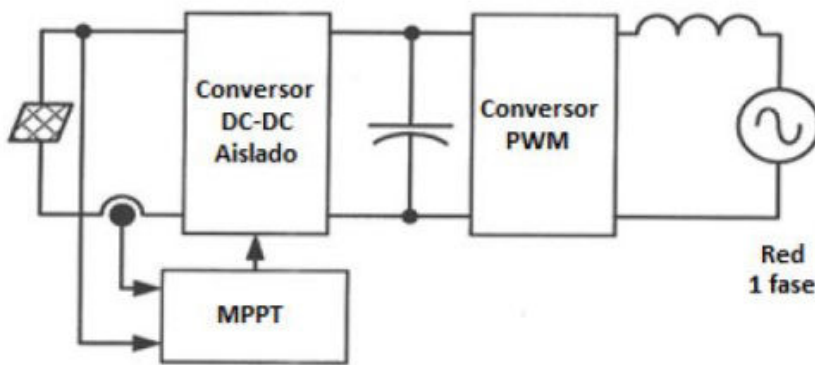 Conversor
DC-DC
Aislado
Conversor
PWM
Red
1 fase
MPPT